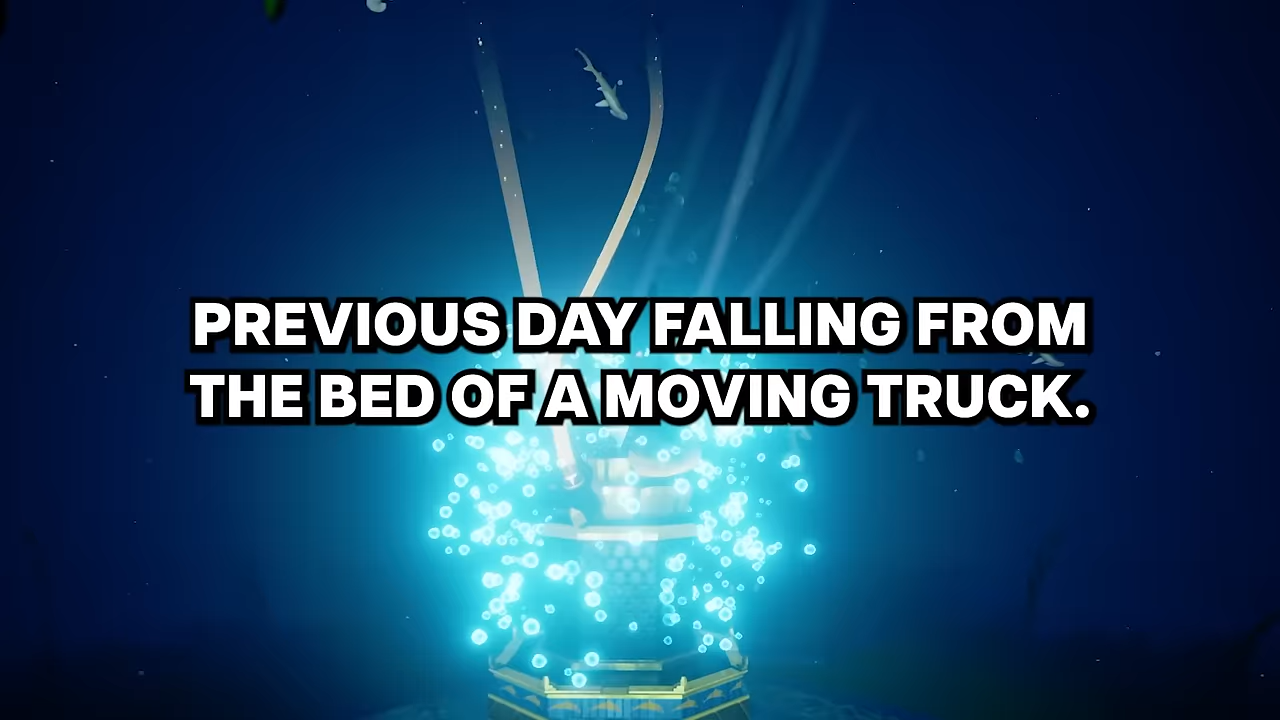 PREVIOUS DAY FALLING FROM
THE BED OF A MOVING TRUCK.